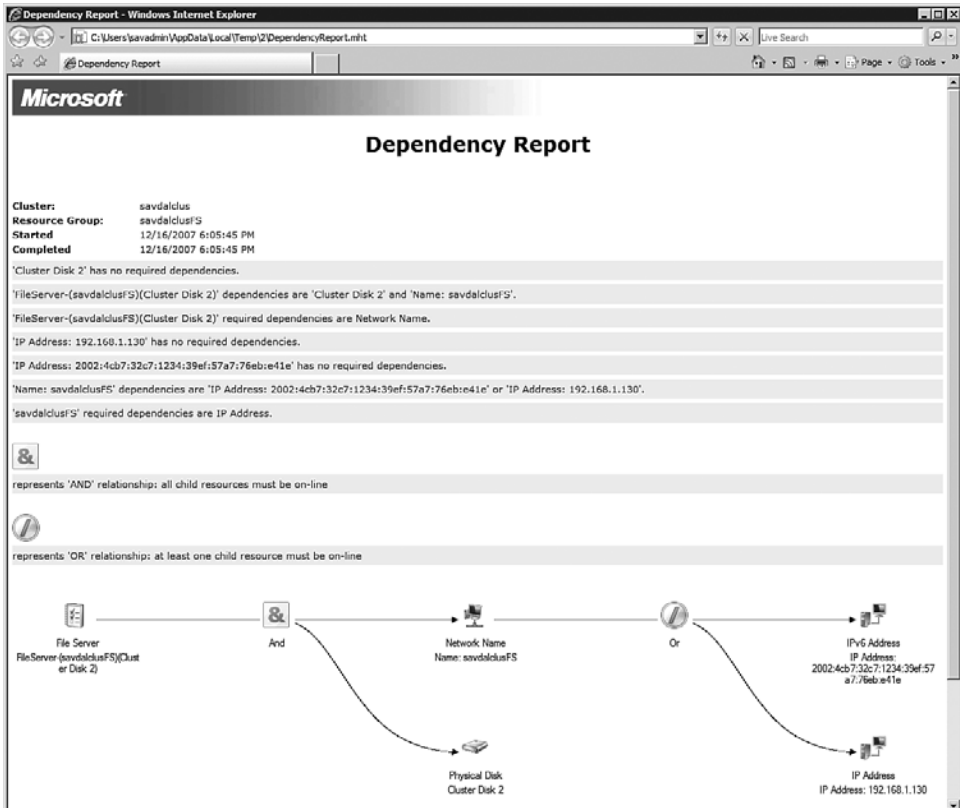 Dependency Report - Windows Internet Explorer
C:\Users\savadmin\AppData\Local\Temp\2\DependencyReport.mht
Live Search
Dependency Report
Page
Tools
Microsoft
Dependency Report
Cluster: savdalclus
Resource Group: savdalclusFS
Started 12/16/2007 6:05:45 PM
Completed 12/16/2007 6:05:45 PM
'Cluster Disk 2' has no required dependencies.
'FileServer-(savdalclusFS)(Cluster Disk 2)' dependencies are 'Cluster Disk 2' and 'Name: savdalclusFS'.
'FileServer-(savdalclusFS)(Cluster Disk 2)' required dependencies are Network Name.
'IP Address: 192.168.1.130' has no required dependencies.
'IP Address: 2002:4cb7:32c7:1234:39ef:57a7:76eb:e41e' has no required dependencies.
'Name: savdalclusFS' dependencies are 'IP Address: 2002:4cb7:32c7:1234:39ef:57a7:76eb:e41e' or 'IP Address: 192.168.1.130'.
'savdalclusFS' required dependencies are IP Address.
&
represents 'AND' relationship: all child resources must be on-line
/
represents 'OR' relationship: at least one child resource must be on-line
&
/
File Server
FileServer-(savdalclusFS)(Clust
er Disk 2)
And
Network Name
Name: savdalclusFS
Or
IPv6 Address
IP Address:
2002:4cb7:32c7:1234:39ef:57
a7:76eb:e41e
Physical Disk
Cluster Disk 2
IP Address
IP Address: 192.168.1.130